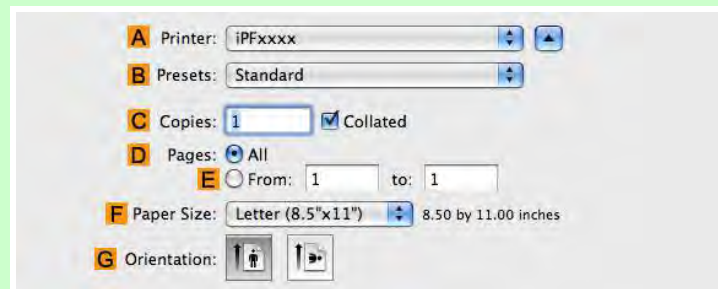 A Printer: iPFxxxx
B Presets: Standard
C Copies: 1 Collated
D Pages: All
E From: 1 to: 1
F Paper Size: Letter (8.5"x11") 8.50 by 11.00 inches
G Orientation: